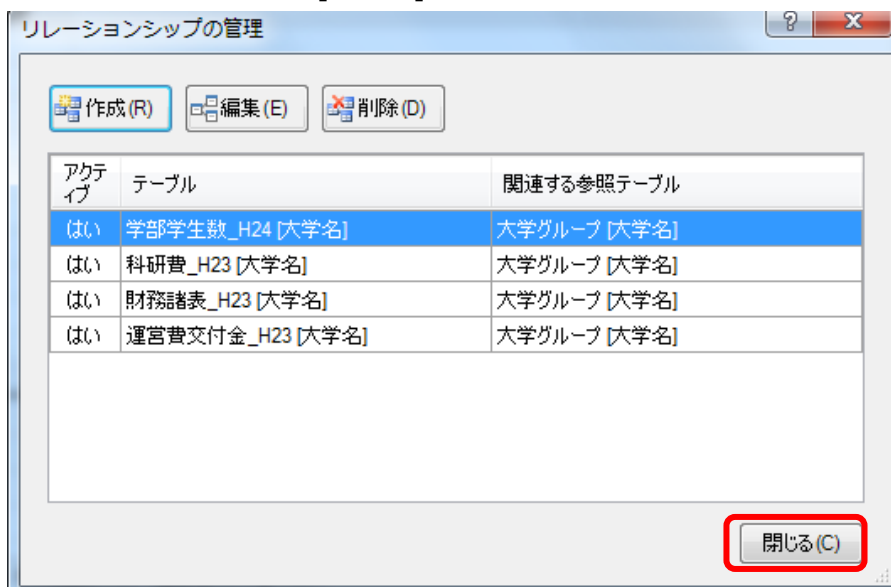 リレーションシップの管理
作成(R) 編集(E) 削除(D)
アクティブ テーブル 関連する参照テーブル
はい 学部学生数_H24 [大学名] 大学グループ [大学名]
はい 科研費_H23 [大学名] 大学グループ [大学名]
はい 財務諸表_H23 [大学名] 大学グループ [大学名]
はい 運営費交付金_H23 [大学名] 大学グループ [大学名]
閉じる(C)